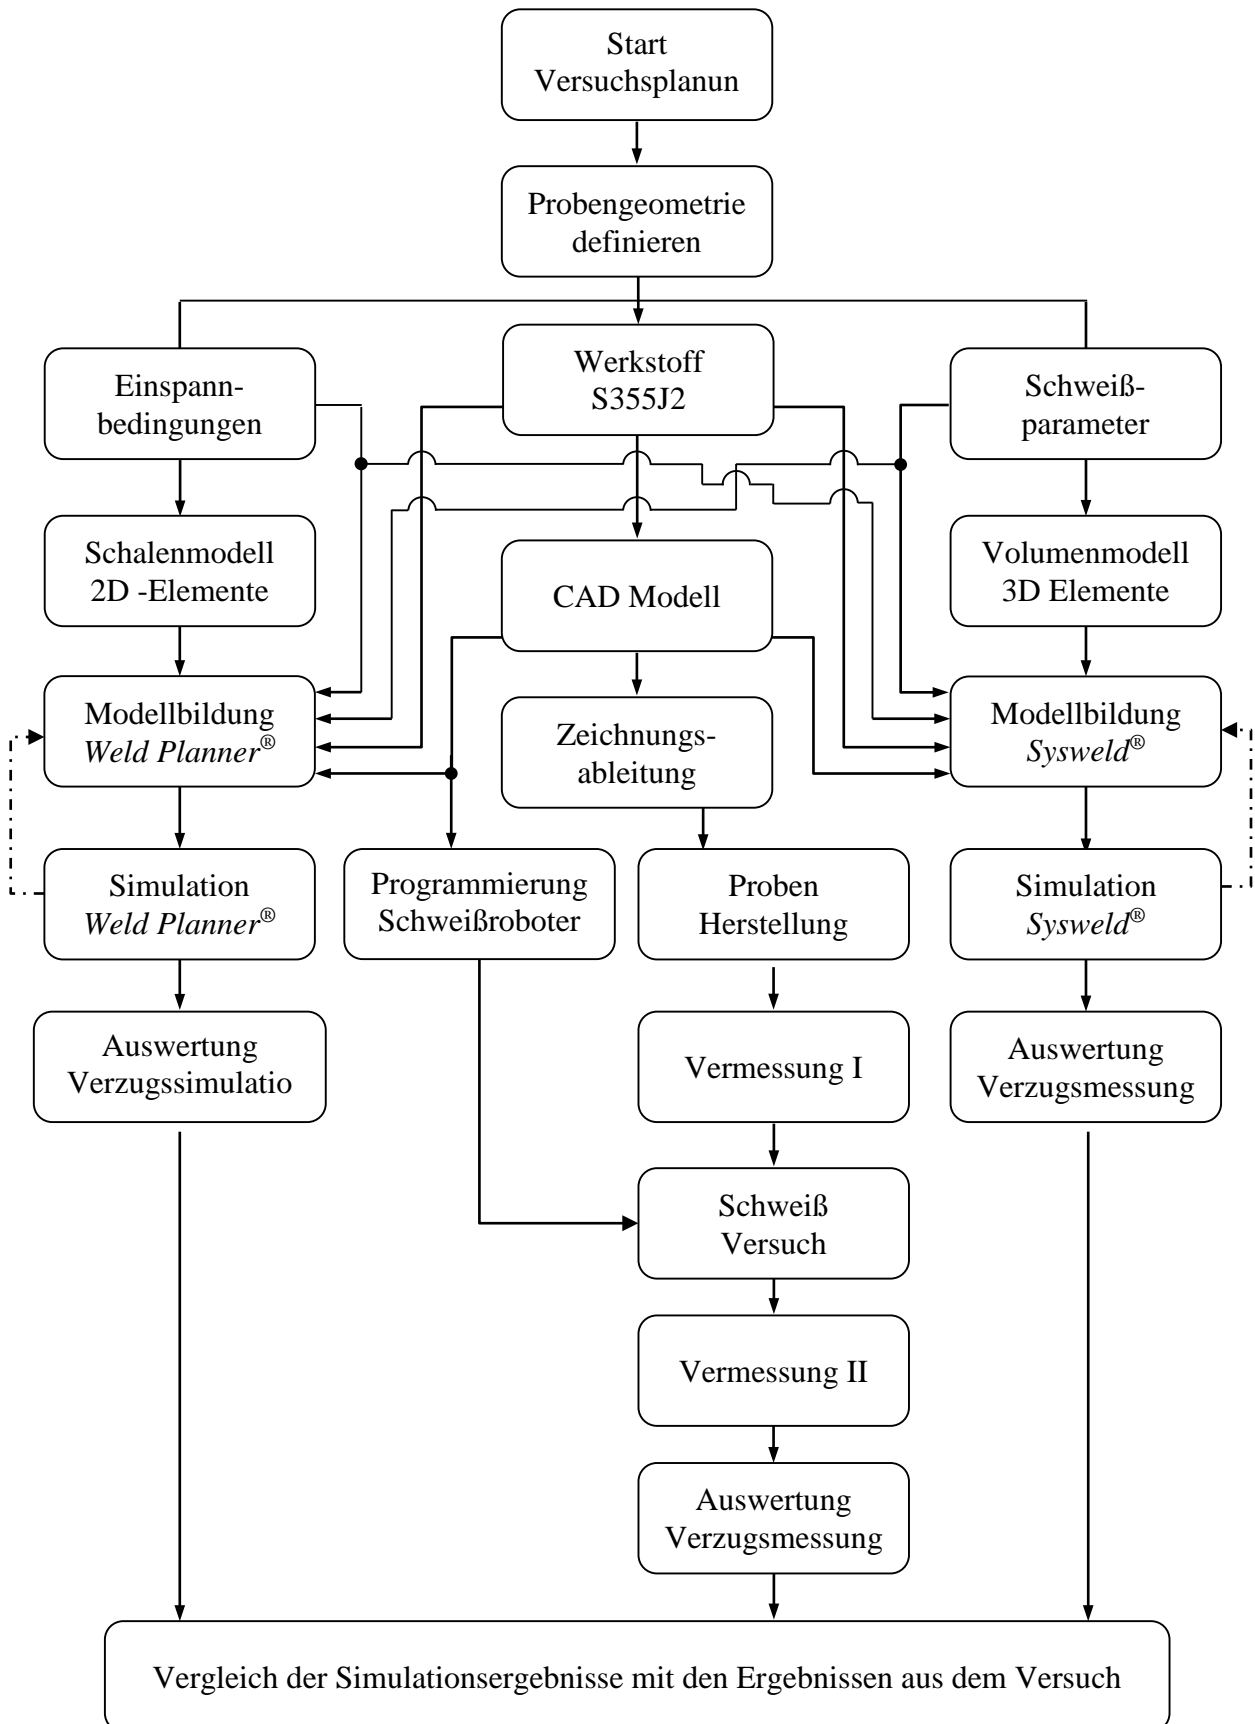 Start
Versuchsplanun
Probengeometrie
definieren
Einspann-
bedingungen
Werkstoff
S355J2
Schweiß-
parameter
Schalenmodell
2D -Elemente
CAD Modell
Volumenmodell
3D Elemente
Modellbildung
Weld Planner®
Zeichnungs-
ableitung
Modellbildung
Sysweld®
Simulation
Weld Planner®
Programmierung
Schweißroboter
Proben
Herstellung
Simulation
Sysweld®
Auswertung
Verzugssimulatio
Vermessung I
Auswertung
Verzugsmessung
Schweiß
Versuch
Vermessung II
Auswertung
Verzugsmessung
Vergleich der Simulationsergebnisse mit den Ergebnissen aus dem Versuch